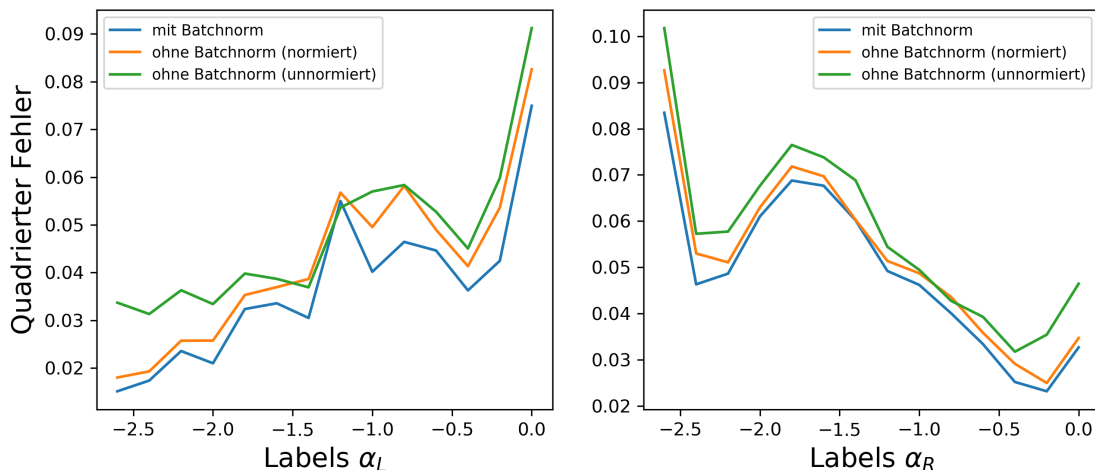 Quadrierter Fehler
0.09
0.08
0.07
0.06
0.05
0.04
0.03
0.02
mit Batchnorm
ohne Batchnorm (normiert)
ohne Batchnorm (unnormiert)
−2.5 −2.0 −1.5 −1.0 −0.5 0.0
Labels α_L
0.10
0.09
0.08
0.07
0.06
0.05
0.04
0.03
0.02
mit Batchnorm
ohne Batchnorm (normiert)
ohne Batchnorm (unnormiert)
−2.5 −2.0 −1.5 −1.0 −0.5 0.0
Labels α_R